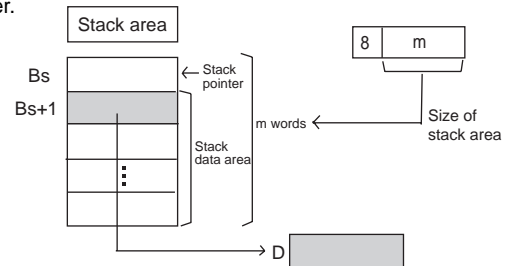 er.
Stack area
8 m
Bs
Stack
pointer
Bs+1
m words
Size of
stack area
Stack
data area
D